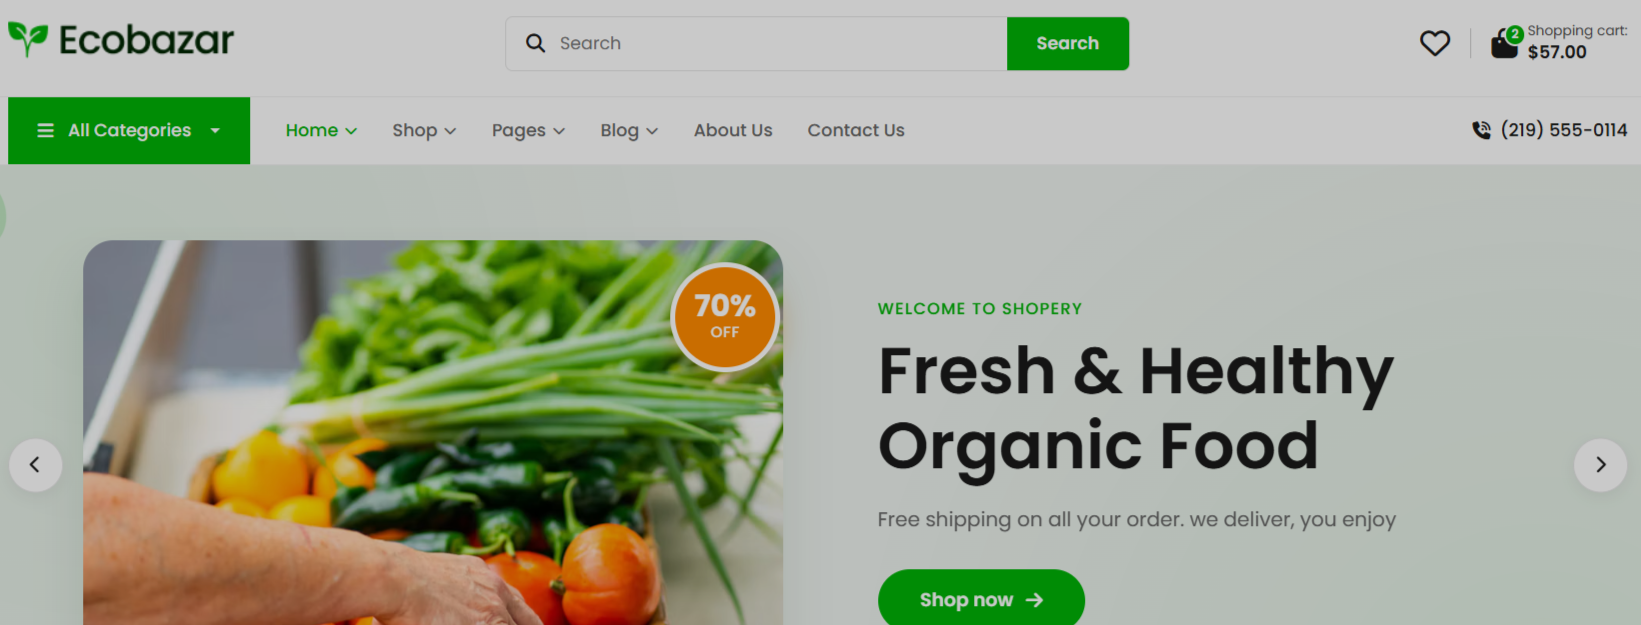 Ecobazar
Search
Search
2
Shopping cart:
$57.00
All Categories
Home
Shop
Pages
Blog
About Us
Contact Us
(219) 555-0114
70%
OFF
WELCOME TO SHOPERY
Fresh & Healthy
Organic Food
Free shipping on all your order. we deliver, you enjoy
Shop now